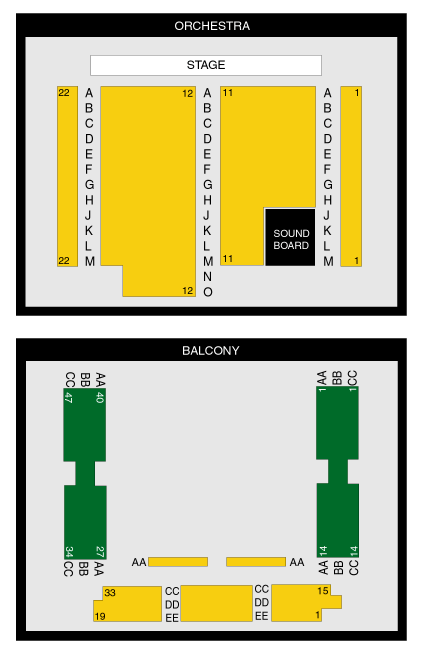 ORCHESTRA
STAGE
22 A 12 A 11 A 1
B B B
C C C
D D D
E E E
F F F
G G G
H H H
J J J
K K SOUND K
L L BOARD L
22 M M 11 M 1
N
12 O
BALCONY
CC BB AA AA BB CC
47 40 1 1
34 27 14 14
CC BB AA AA BB CC
AA AA
33 CC CC 15
DD DD
19 EE EE 1